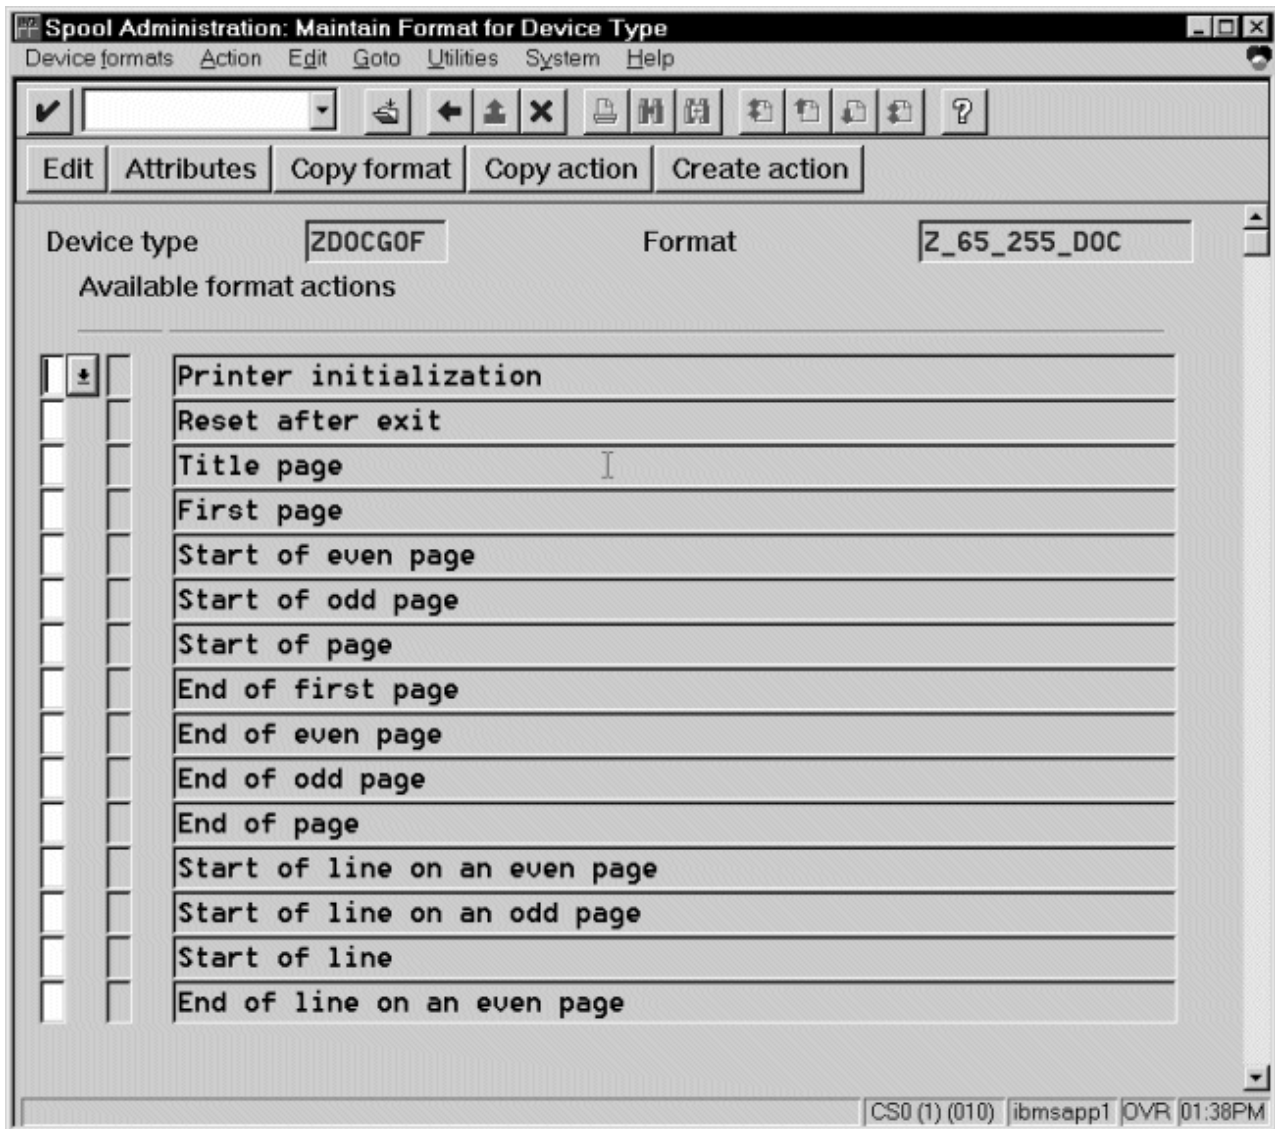 Spool Administration: Maintain Format for Device Type
Device formats Action Edit Goto Utilities System Help
Edit Attributes Copy format Copy action Create action
Device type ZDOCGOF Format Z_65_255_DOC
Available format actions
Printer initialization
Reset after exit
Title page
First page
Start of even page
Start of odd page
Start of page
End of first page
End of even page
End of odd page
End of page
Start of line on an even page
Start of line on an odd page
Start of line
End of line on an even page
CS0 (1) (010) ibmsapp1 OVR 01:38PM